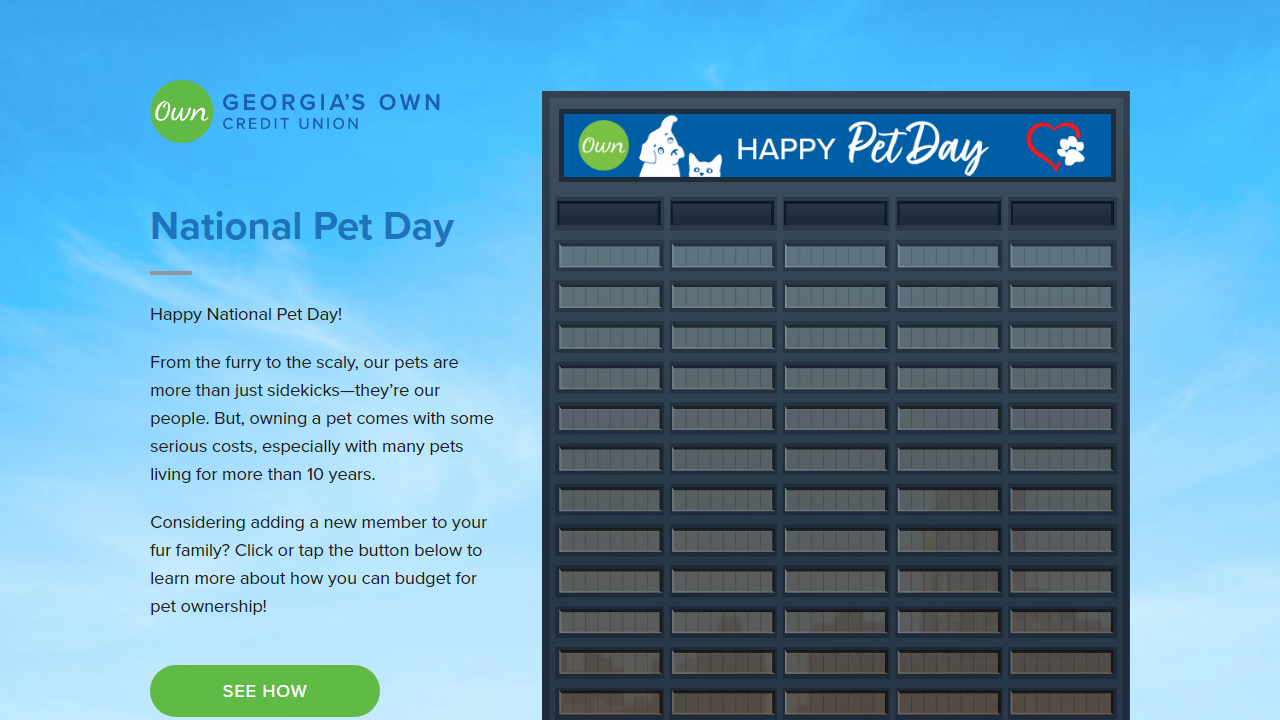 Own GEORGIA'S OWN
CREDIT UNION
National Pet Day
Happy National Pet Day!
From the furry to the scaly, our pets are
more than just sidekicks—they're our
people. But, owning a pet comes with some
serious costs, especially with many pets
living for more than 10 years.
Considering adding a new member to your
fur family? Click or tap the button below to
learn more about how you can budget for
pet ownership!
SEE HOW
Own HAPPY Pet Day